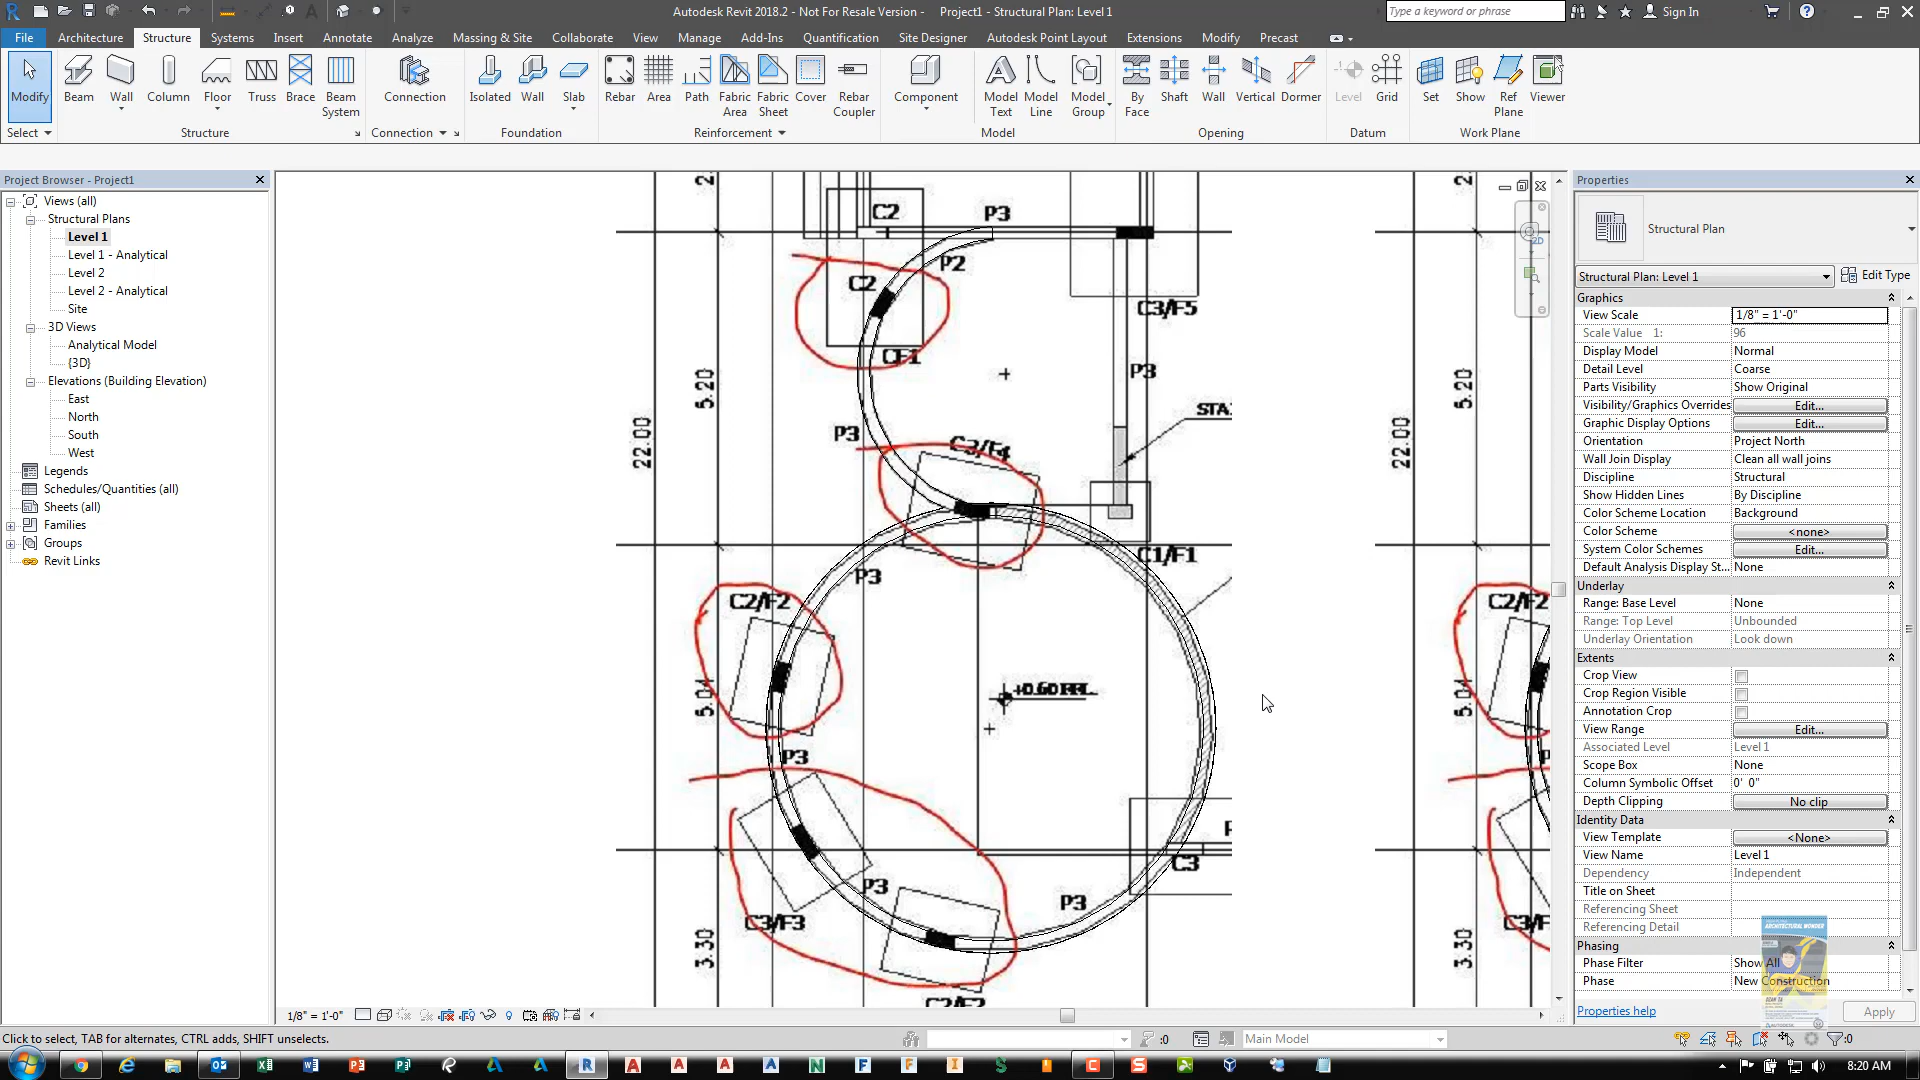 Autodesk Revit 2018.2 - Not For Resale Version - Project1 - Structural Plan: Level 1
Type a keyword or phrase
Sign In
File Architecture Structure Systems Insert Annotate Analyze Massing & Site Collaborate View Manage Add-Ins Quantification Site Designer Autodesk Point Layout Extensions Modify Precast
Modify Beam Wall Column Floor Truss Brace Beam System Connection Isolated Wall Slab Rebar Area Path Fabric Area Fabric Sheet Cover Rebar Coupler Component Model Text Model Line Model Group By Face Shaft Wall Vertical Dormer Level Grid Set Show Ref Plane Viewer
Select Structure Connection Foundation Reinforcement Model Opening Datum Work Plane
Project Browser - Project1
Views (all)
Structural Plans
Level 1
Level 1 - Analytical
Level 2
Level 2 - Analytical
Site
3D Views
Analytical Model
{3D}
Elevations (Building Elevation)
East
North
South
West
Legends
Schedules/Quantities (all)
Sheets (all)
Families
Groups
Revit Links
C2
P3
P2
C2
C3/F5
CF1
P3
5.20
22.00
P3
STA
C3/F4
C1/F1
P3
C2/F2
5.04
P3
P3
C3
P3
C3/F3
3.30
C2/F2
5.20
22.00
C2/F2
5.04
3.30
2D
Properties
Structural Plan
Structural Plan: Level 1
Edit Type
Graphics
View Scale 1/8" = 1'-0"
Scale Value 1: 96
Display Model Normal
Detail Level Coarse
Parts Visibility Show Original
Visibility/Graphics Overrides Edit...
Graphic Display Options Edit...
Orientation Project North
Wall Join Display Clean all wall joins
Discipline Structural
Show Hidden Lines By Discipline
Color Scheme Location Background
Color Scheme <none>
System Color Schemes Edit...
Default Analysis Display St... None
Underlay
Range: Base Level None
Range: Top Level Unbounded
Underlay Orientation Look down
Extents
Crop View
Crop Region Visible
Annotation Crop
View Range Edit...
Associated Level Level 1
Scope Box None
Column Symbolic Offset 0' 0"
Depth Clipping No clip
Identity Data
View Template <None>
View Name Level 1
Dependency Independent
Title on Sheet
Referencing Sheet
Referencing Detail
Phasing
Phase Filter Show All
Phase New Construction
ARCHITECTURAL WONDER
AUTODESK
Properties help
Apply
1/8" = 1'-0"
Click to select, TAB for alternates, CTRL adds, SHIFT unselects.
:0
Main Model
:0
8:20 AM